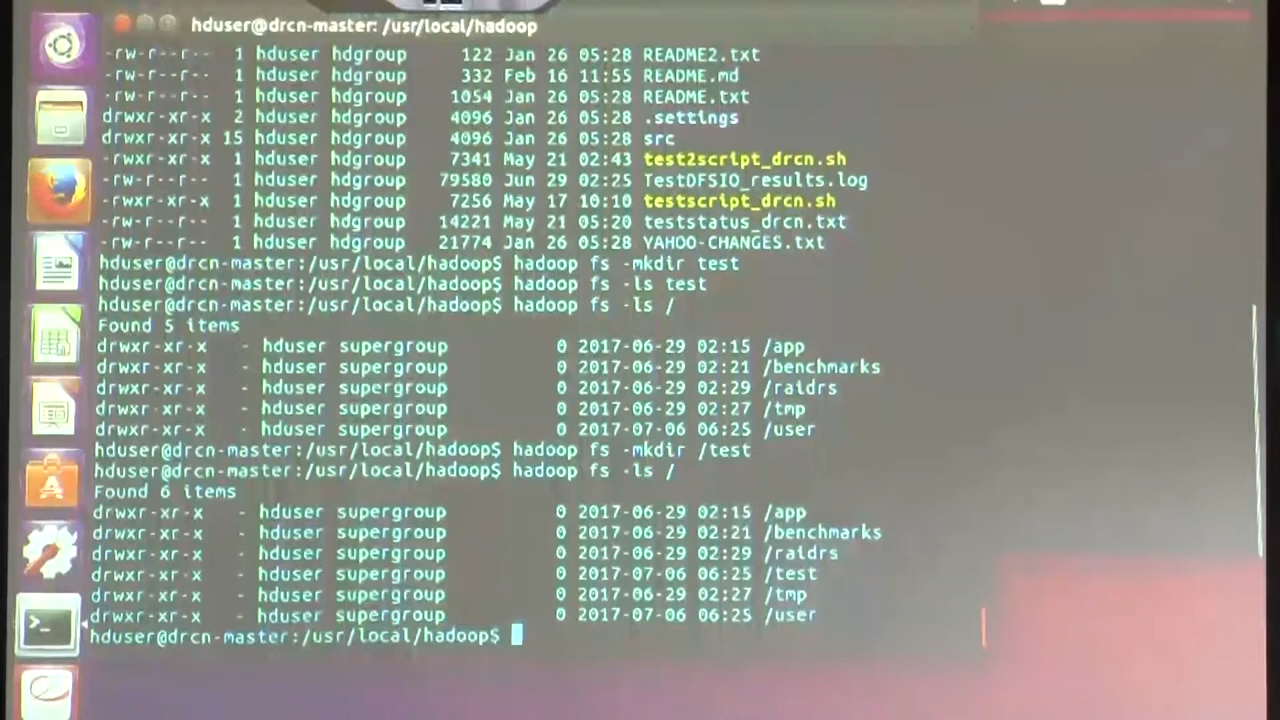 hduser@drcn-master: /usr/local/hadoop
-rw-r--r-- 1 hduser hdgroup 122 Jan 26 05:28 README2.txt
-rw-r--r-- 1 hduser hdgroup 332 Feb 16 11:55 README.md
-rw-r--r-- 1 hduser hdgroup 1054 Jan 26 05:28 README.txt
drwxr-xr-x 2 hduser hdgroup 4096 Jan 26 05:28 .settings
drwxr-xr-x 15 hduser hdgroup 4096 Jan 26 05:28 src
-rwxr-xr-x 1 hduser hdgroup 7341 May 21 02:43 test2script_drcn.sh
-rw-r--r-- 1 hduser hdgroup 79580 Jun 29 02:25 TestDFSIO_results.log
-rwxr-xr-x 1 hduser hdgroup 7256 May 17 10:10 testscript_drcn.sh
-rw-r--r-- 1 hduser hdgroup 14221 May 21 05:20 teststatus_drcn.txt
-rw-r--r-- 1 hduser hdgroup 21774 Jan 26 05:28 YAHOO-CHANGES.txt
hduser@drcn-master:/usr/local/hadoop$ hadoop fs -mkdir test
hduser@drcn-master:/usr/local/hadoop$ hadoop fs -ls test
hduser@drcn-master:/usr/local/hadoop$ hadoop fs -ls /
Found 5 items
drwxr-xr-x - hduser supergroup 0 2017-06-29 02:15 /app
drwxr-xr-x - hduser supergroup 0 2017-06-29 02:21 /benchmarks
drwxr-xr-x - hduser supergroup 0 2017-06-29 02:29 /raidrs
drwxr-xr-x - hduser supergroup 0 2017-06-29 02:27 /tmp
drwxr-xr-x - hduser supergroup 0 2017-07-06 06:25 /user
hduser@drcn-master:/usr/local/hadoop$ hadoop fs -mkdir /test
hduser@drcn-master:/usr/local/hadoop$ hadoop fs -ls /
Found 6 items
drwxr-xr-x - hduser supergroup 0 2017-06-29 02:15 /app
drwxr-xr-x - hduser supergroup 0 2017-06-29 02:21 /benchmarks
drwxr-xr-x - hduser supergroup 0 2017-06-29 02:29 /raidrs
drwxr-xr-x - hduser supergroup 0 2017-07-06 06:25 /test
drwxr-xr-x - hduser supergroup 0 2017-06-29 02:27 /tmp
drwxr-xr-x - hduser supergroup 0 2017-07-06 06:25 /user
hduser@drcn-master:/usr/local/hadoop$